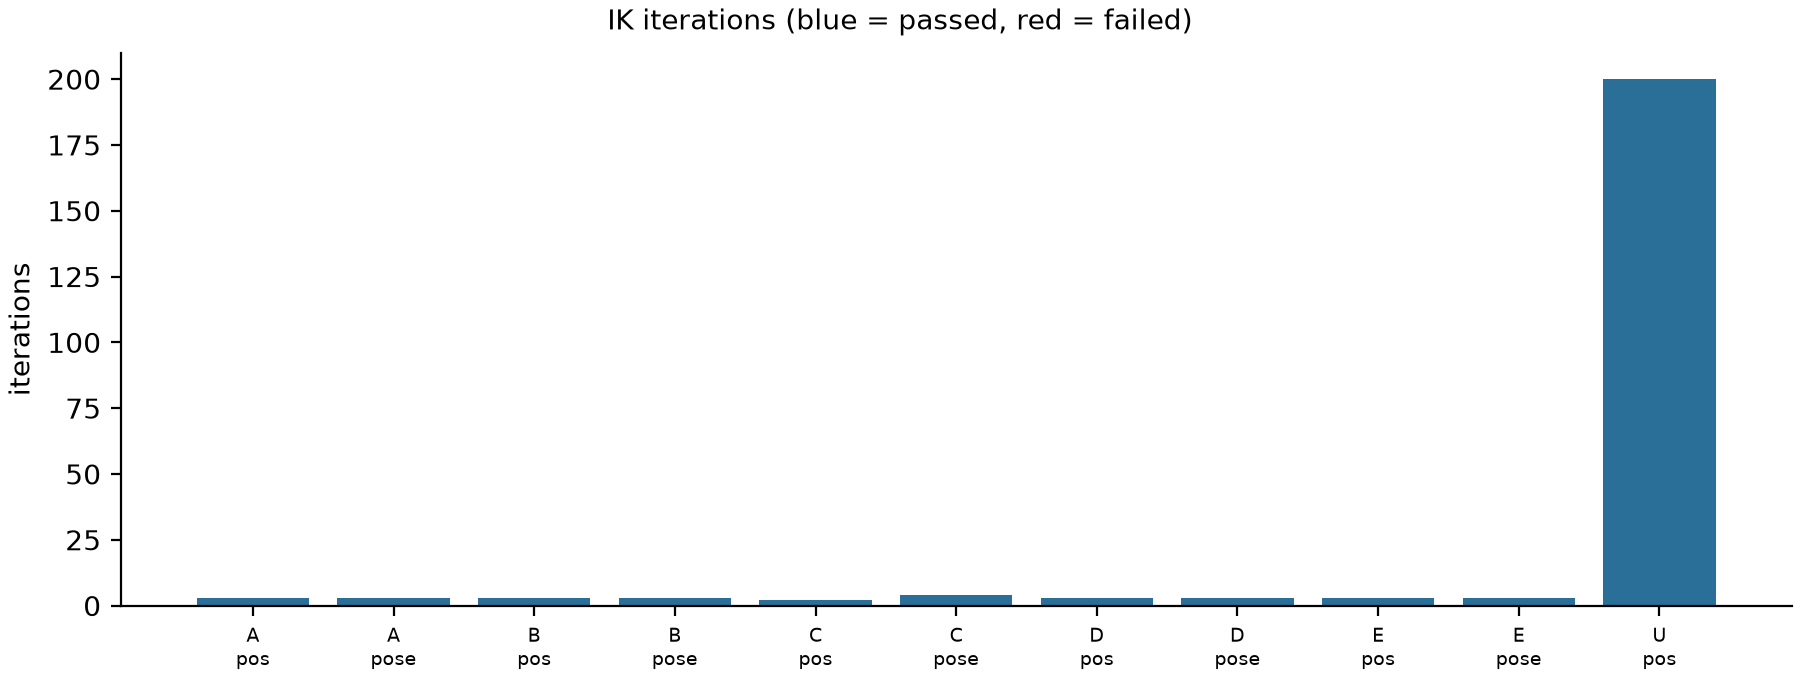 IK iterations (blue = passed, red = failed)
iterations
200
175
150
125
100
75
50
25
0
A pos
A pose
B pos
B pose
C pos
C pose
D pos
D pose
E pos
E pose
U pos